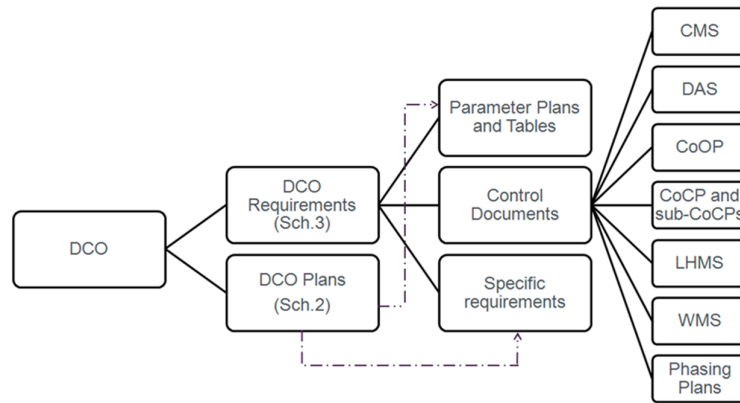 DCO
DCO
Requirements
(Sch.3)
DCO Plans
(Sch.2)
Parameter Plans
and Tables
Control
Documents
Specific
requirements
CMS
DAS
CoOP
CoCP and
sub-CoCPs
LHMS
WMS
Phasing
Plans